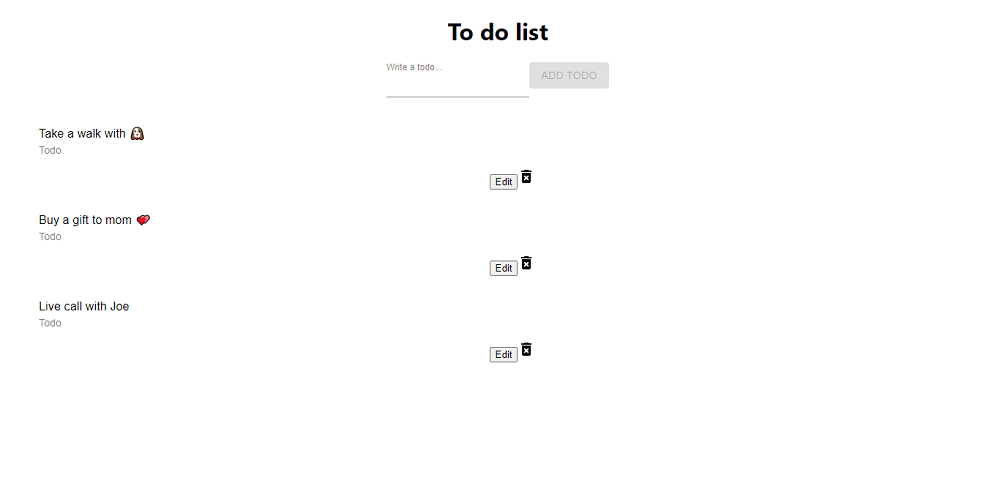 To do list
Write a todo...
ADD TODO
Take a walk with 🐶
Todo
Edit
Buy a gift to mom 💕
Todo
Edit
Live call with Joe
Todo
Edit